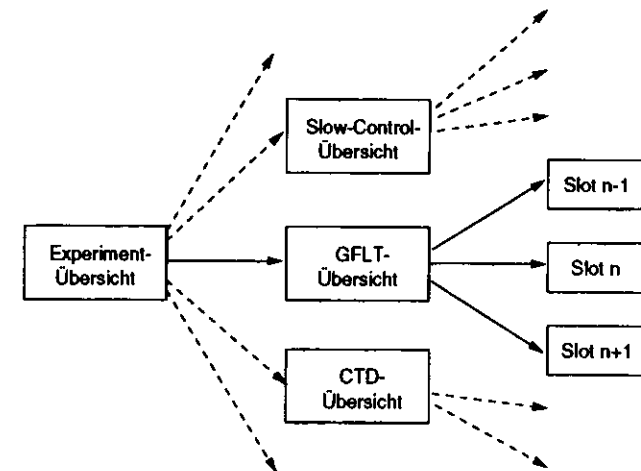 Slow-Control-
Übersicht
Slot n-1
Experiment-
Übersicht
GFLT-
Übersicht
Slot n
Slot n+1
CTD-
Übersicht